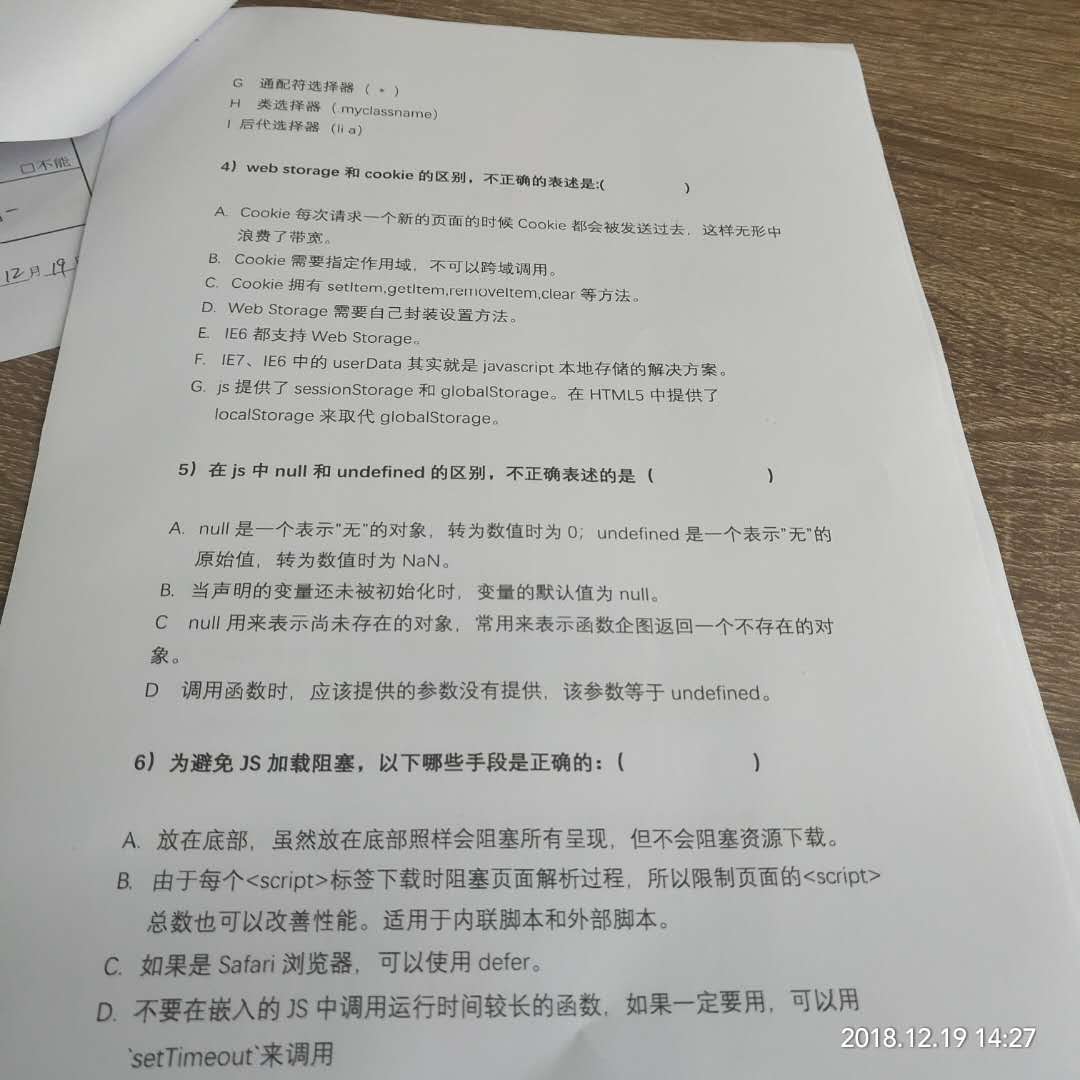 G 通配符选择器（ * ）
H 类选择器（.myclassname）
I 后代选择器（li a）
□不能
12月19
4）web storage 和 cookie 的区别，不正确的表述是:( )
A. Cookie 每次请求一个新的页面的时候 Cookie 都会被发送过去，这样无形中
浪费了带宽。
B. Cookie 需要指定作用域，不可以跨域调用。
C. Cookie 拥有 setItem,getItem,removeItem,clear 等方法。
D. Web Storage 需要自己封装设置方法。
E. IE6 都支持 Web Storage。
F. IE7、IE6 中的 userData 其实就是 javascript 本地存储的解决方案。
G. js 提供了 sessionStorage 和 globalStorage。在 HTML5 中提供了
localStorage 来取代 globalStorage。
5）在 js 中 null 和 undefined 的区别，不正确表述的是（ ）
A. null 是一个表示"无"的对象，转为数值时为 0；undefined 是一个表示"无"的
原始值，转为数值时为 NaN。
B. 当声明的变量还未被初始化时，变量的默认值为 null。
C null 用来表示尚未存在的对象，常用来表示函数企图返回一个不存在的对
象。
D 调用函数时，应该提供的参数没有提供，该参数等于 undefined。
6）为避免 JS 加载阻塞，以下哪些手段是正确的：（ ）
A. 放在底部，虽然放在底部照样会阻塞所有呈现，但不会阻塞资源下载。
B. 由于每个<script>标签下载时阻塞页面解析过程，所以限制页面的<script>
总数也可以改善性能。适用于内联脚本和外部脚本。
C. 如果是 Safari 浏览器，可以使用 defer。
D. 不要在嵌入的 JS 中调用运行时间较长的函数，如果一定要用，可以用
`setTimeout`来调用
2018.12.19 14:27